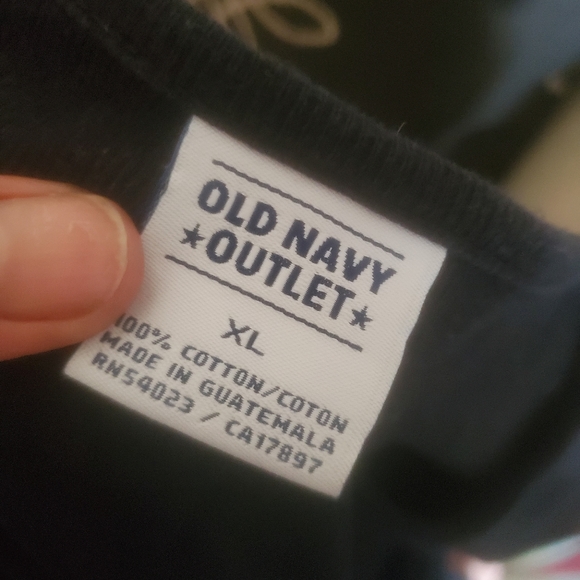 OLD NAVY
★OUTLET★
XL
100% COTTON/COTON
MADE IN GUATEMALA
RN54023 / CA17897